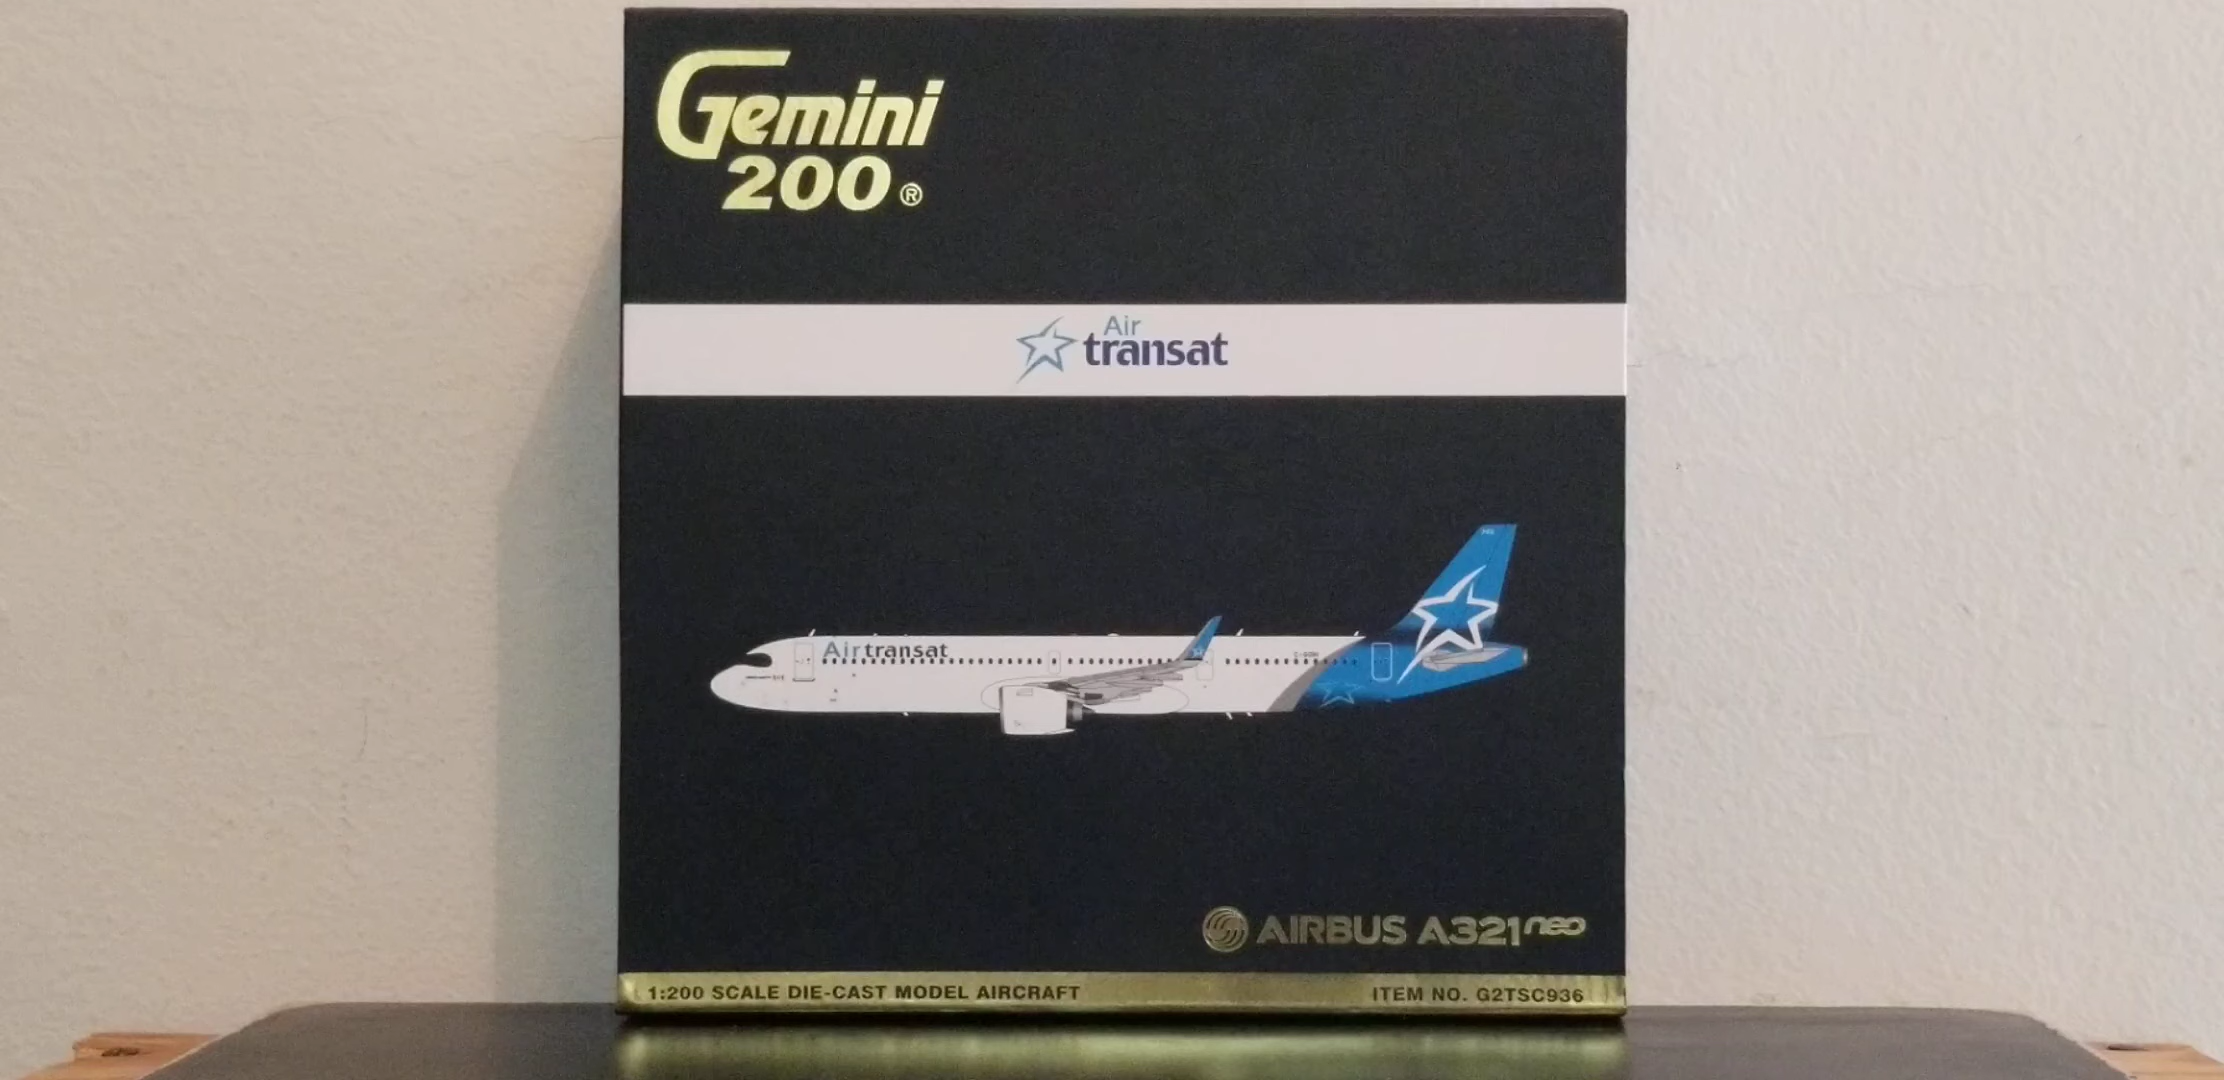 Gemini
200®
Air
transat
Airtransat
AIRBUS A321neo
1:200 SCALE DIE-CAST MODEL AIRCRAFT
ITEM NO. G2TSC936